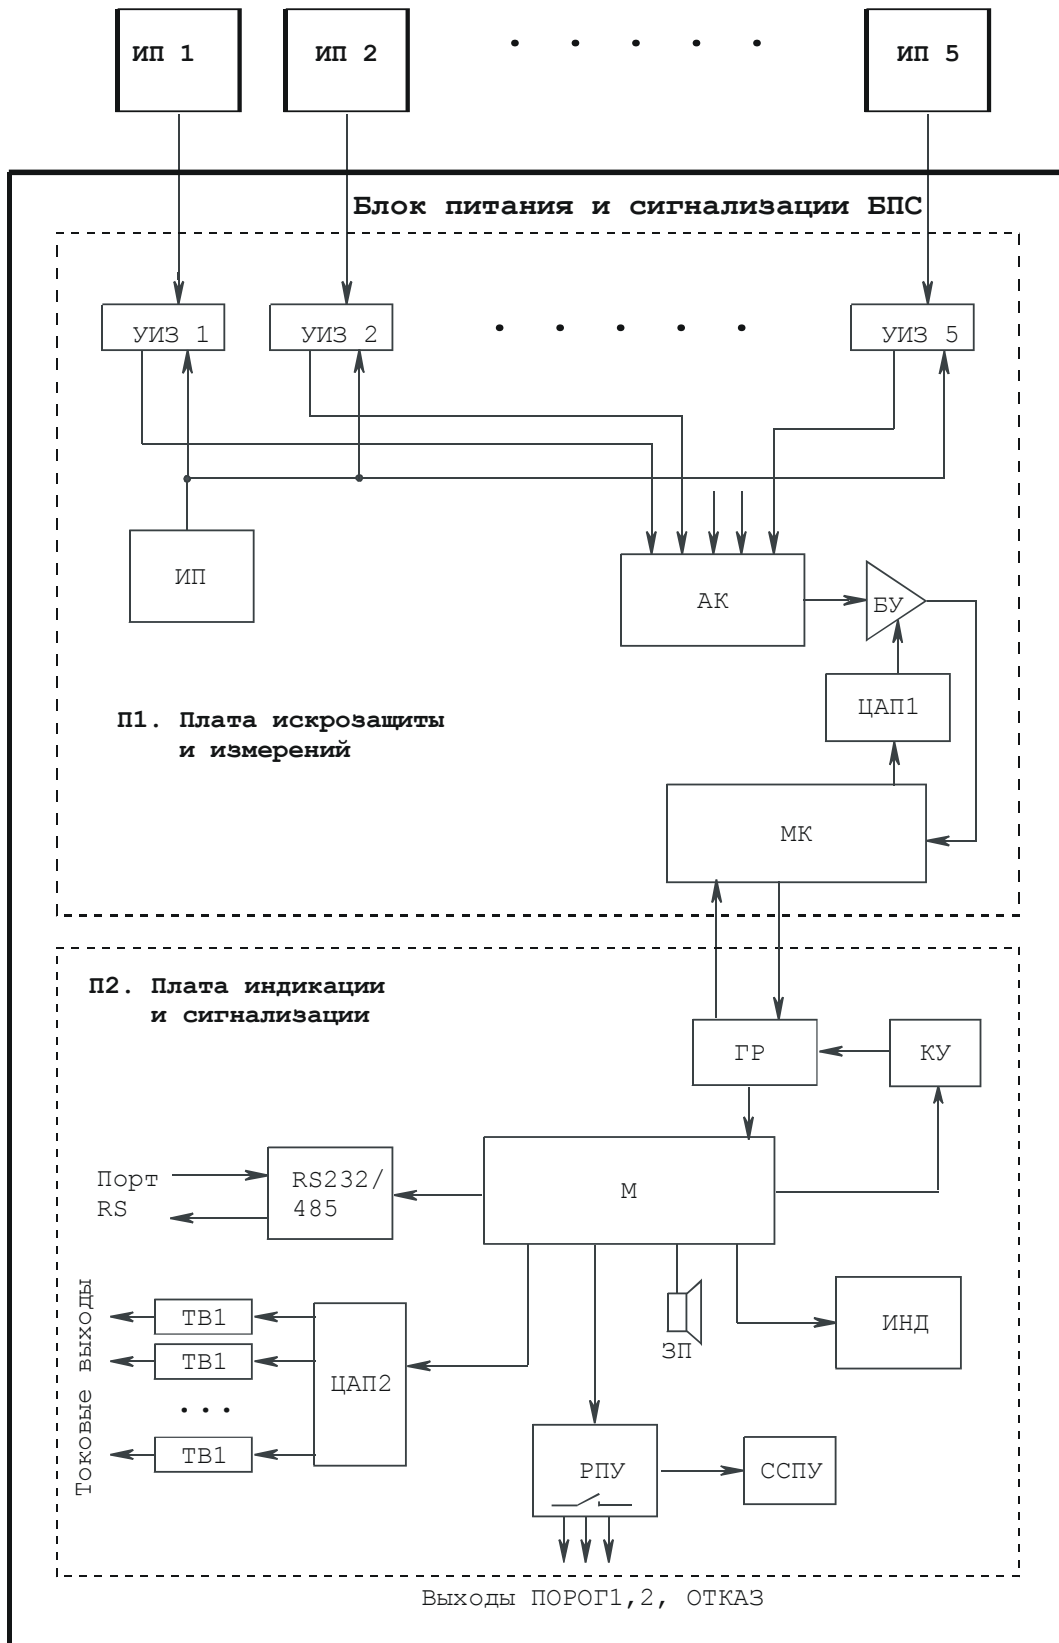 ИП 1
ИП 2
ИП 5
Блок питания и сигнализации БПС
УИЗ 1
УИЗ 2
УИЗ 5
ИП
АК
БУ
ЦАП1
П1. Плата искрозащиты
и измерений
МК
П2. Плата индикации
и сигнализации
ГР
КУ
Порт
RS
RS232/
485
М
Токовые выходы
ТВ1
ТВ1
ТВ1
ЦАП2
ЗП
ИНД
РПУ
ССПУ
Выходы ПОРОГ1,2, ОТКАЗ